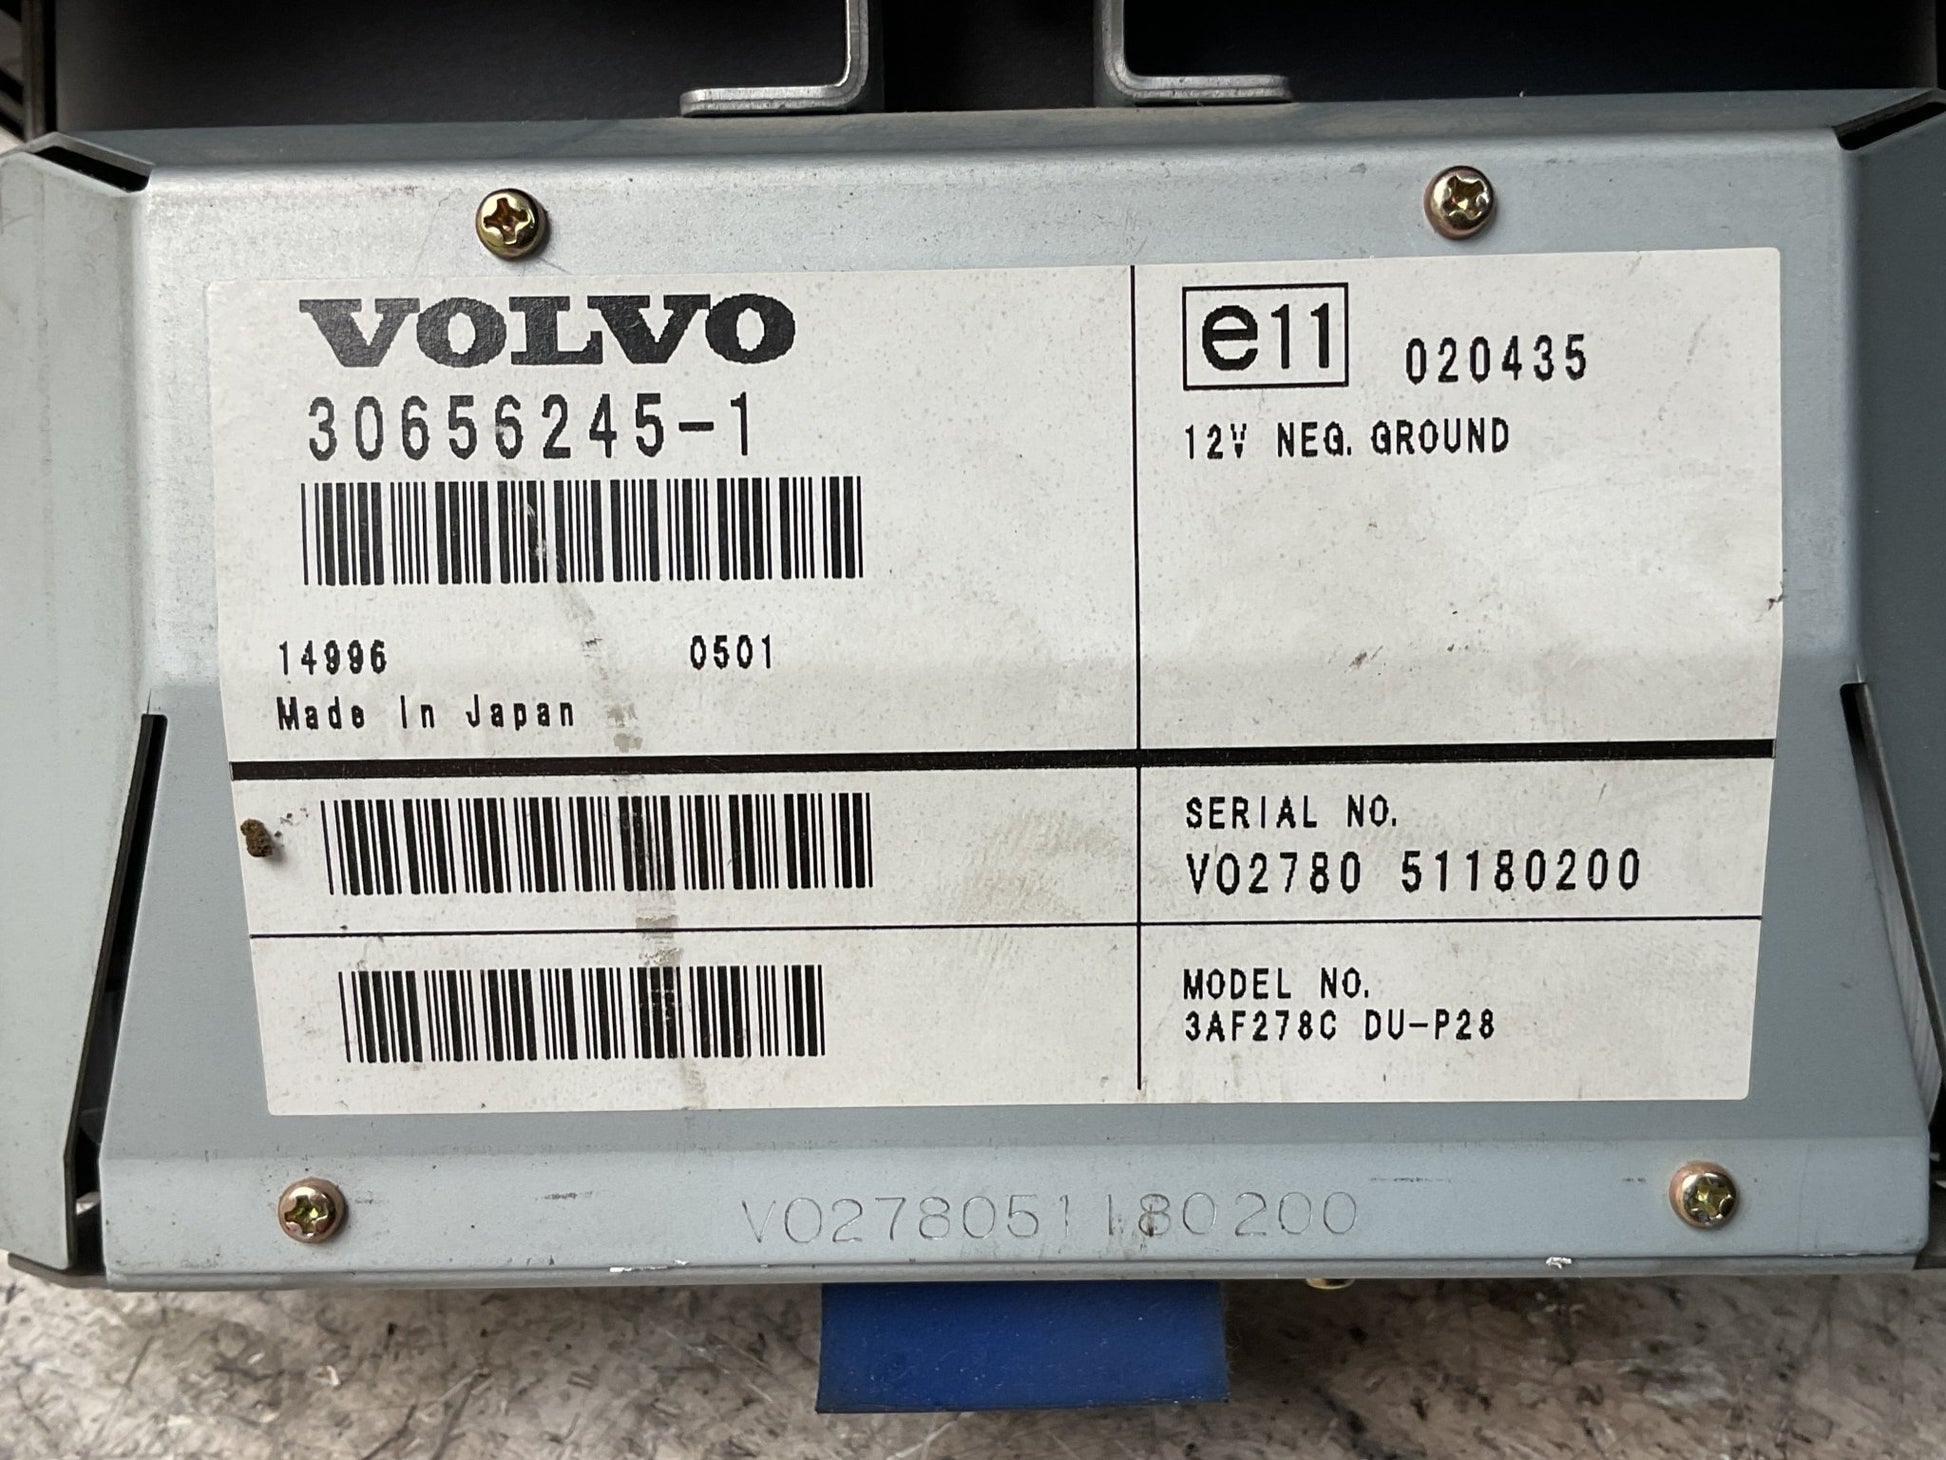 VOLVO
30656245-1
14996 0501
Made in Japan
e11 020435
12V NEG. GROUND
SERIAL NO.
VO2780 51180200
MODEL NO.
3AF278C DU-P28
VO278051180200